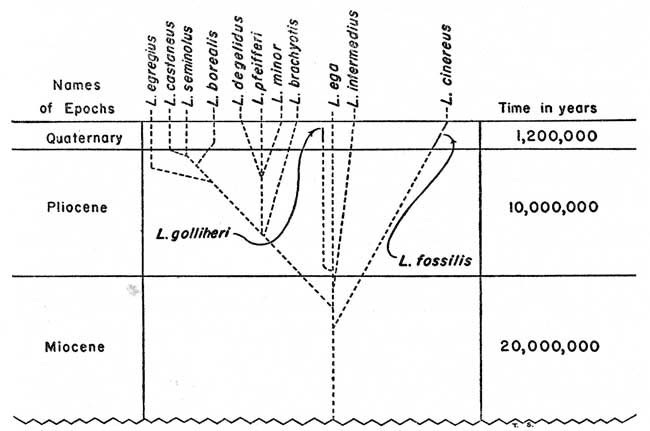 L. egregius
L. castaneus
L. seminolus
L. borealis
L. degelidus
L. pfeifferi
L. minor
L. brachyotis
L. ega
L. intermedius
L. cinereus
Names
of Epochs
Time in years
Quaternary
1,200,000
Pliocene
10,000,000
L. golliheri
L. fossilis
Miocene
20,000,000
T. S.